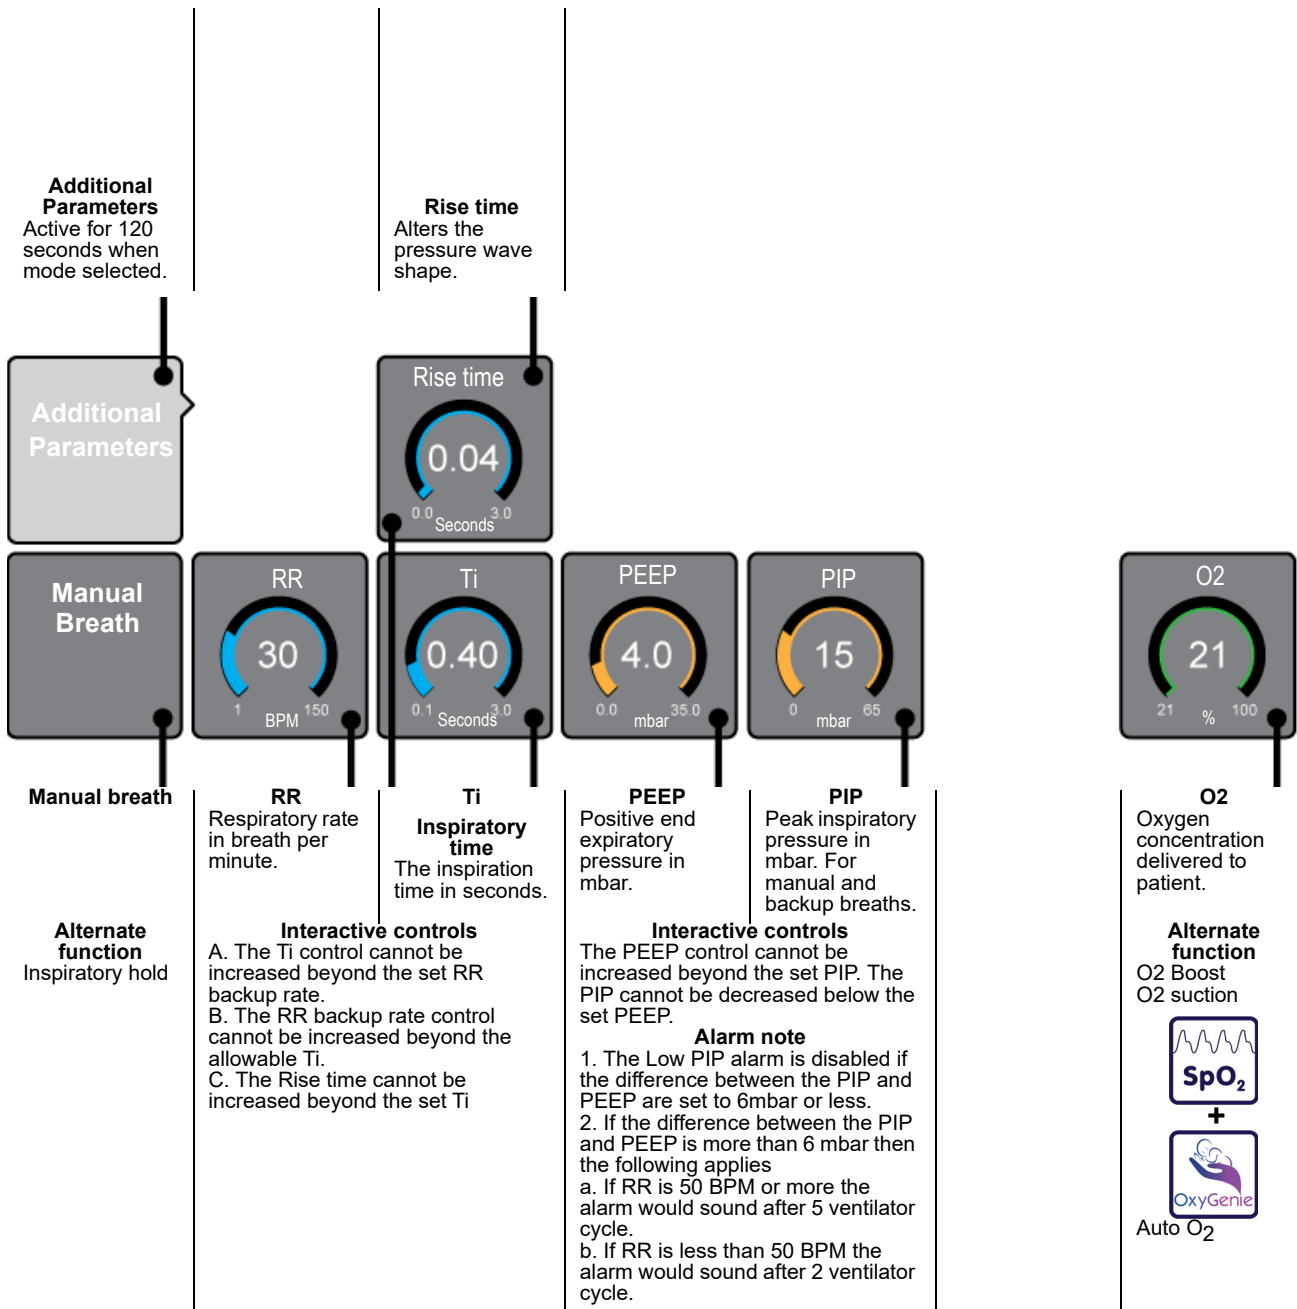 Additional
Parameters
Active for 120
seconds when
mode selected.
Rise time
Alters the
pressure wave
shape.
Additional
Parameters
Rise time
0.04
0.0
3.0
Seconds
Manual
Breath
RR
30
1
150
BPM
Ti
0.40
0.1
3.0
Seconds
PEEP
4.0
0.0
35.0
mbar
PIP
15
0
65
mbar
O2
21
21
100
%
Manual breath
Alternate
function
Inspiratory hold
RR
Respiratory rate
in breath per
minute.
Ti
Inspiratory
time
The inspiration
time in seconds.
Interactive controls
A. The Ti control cannot be
increased beyond the set RR
backup rate.
B. The RR backup rate control
cannot be increased beyond the
allowable Ti.
C. The Rise time cannot be
increased beyond the set Ti
PEEP
Positive end
expiratory
pressure in
mbar.
PIP
Peak inspiratory
pressure in
mbar. For
manual and
backup breaths.
Interactive controls
The PEEP control cannot be
increased beyond the set PIP. The
PIP cannot be decreased below the
set PEEP.
Alarm note
1. The Low PIP alarm is disabled if
the difference between the PIP and
PEEP are set to 6mbar or less.
2. If the difference between the PIP
and PEEP is more than 6 mbar then
the following applies
a. If RR is 50 BPM or more the
alarm would sound after 5 ventilator
cycle.
b. If RR is less than 50 BPM the
alarm would sound after 2 ventilator
cycle.
O2
Oxygen
concentration
delivered to
patient.
Alternate
function
O2 Boost
O2 suction
SpO₂
+
OxyGenie
Auto O₂